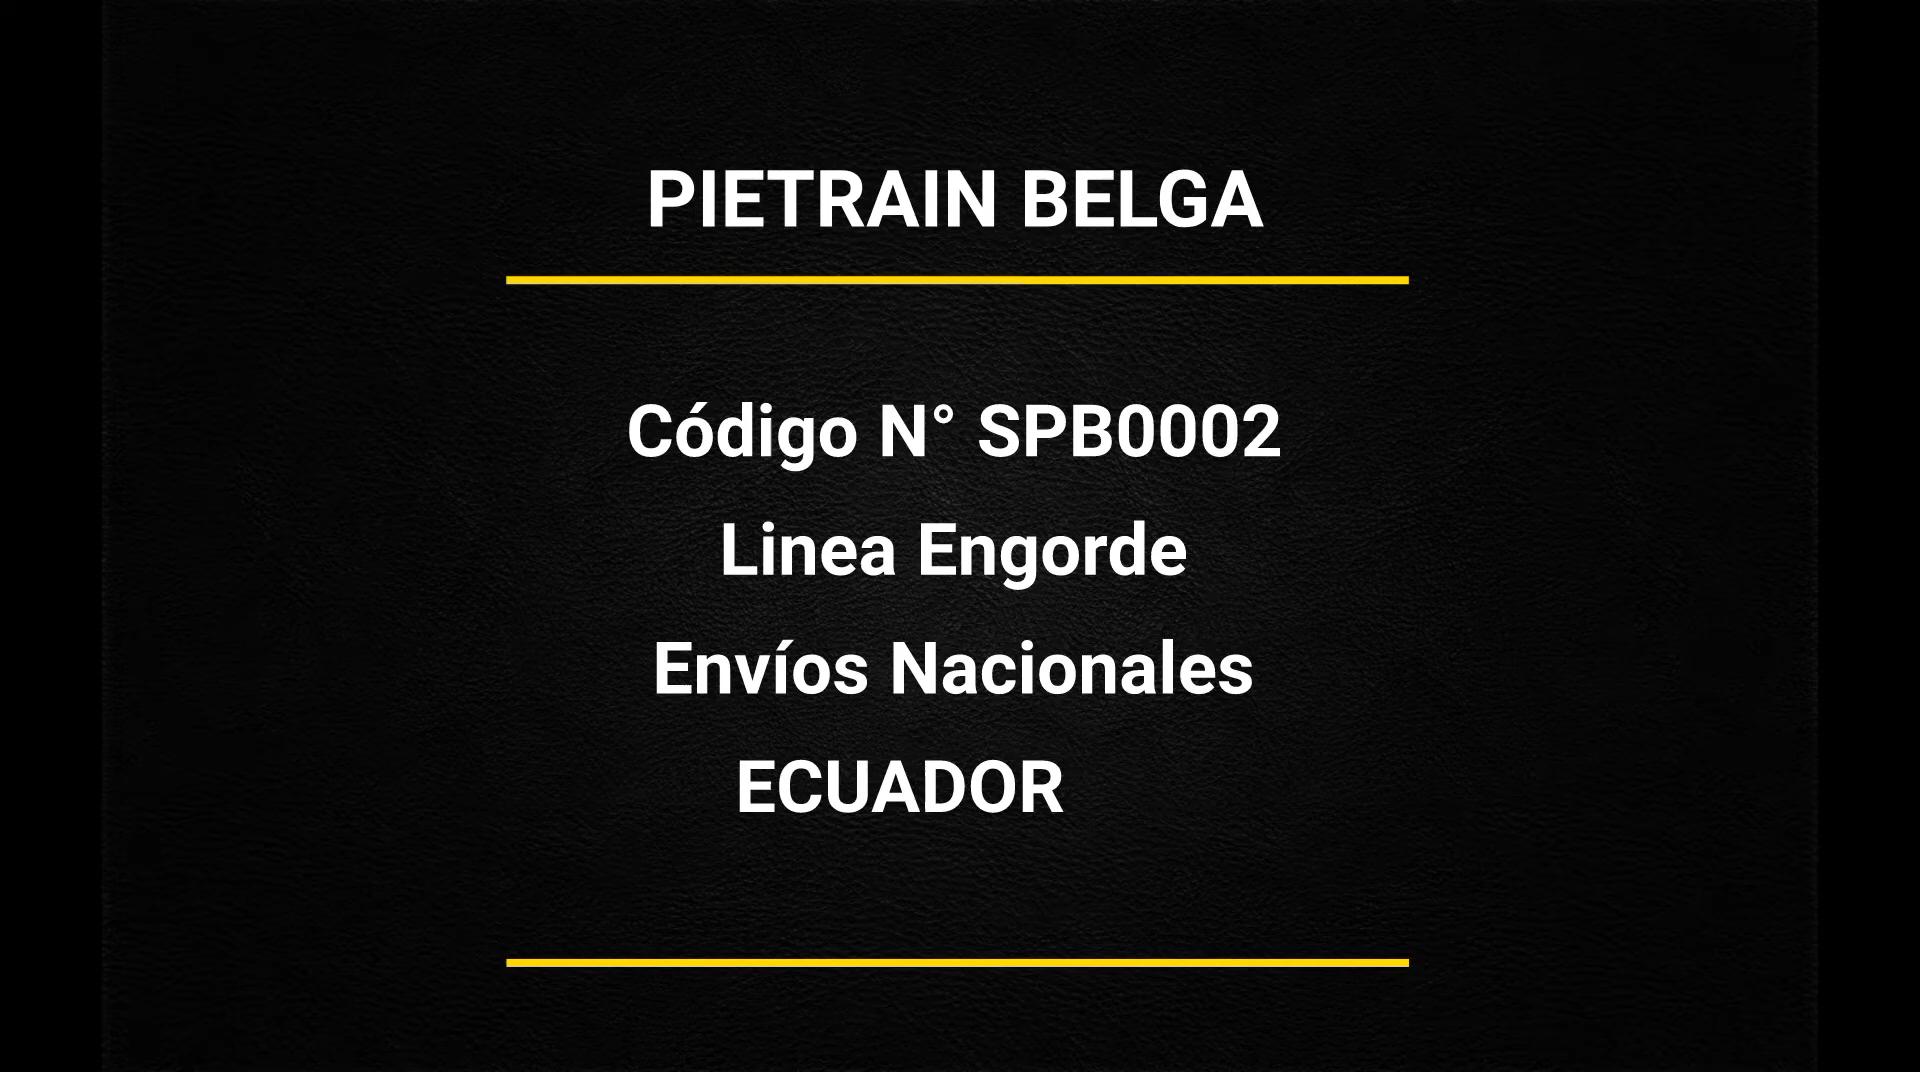 PIETRAIN BELGA
Código N° SPB0002
Linea Engorde
Envíos Nacionales
ECUADOR